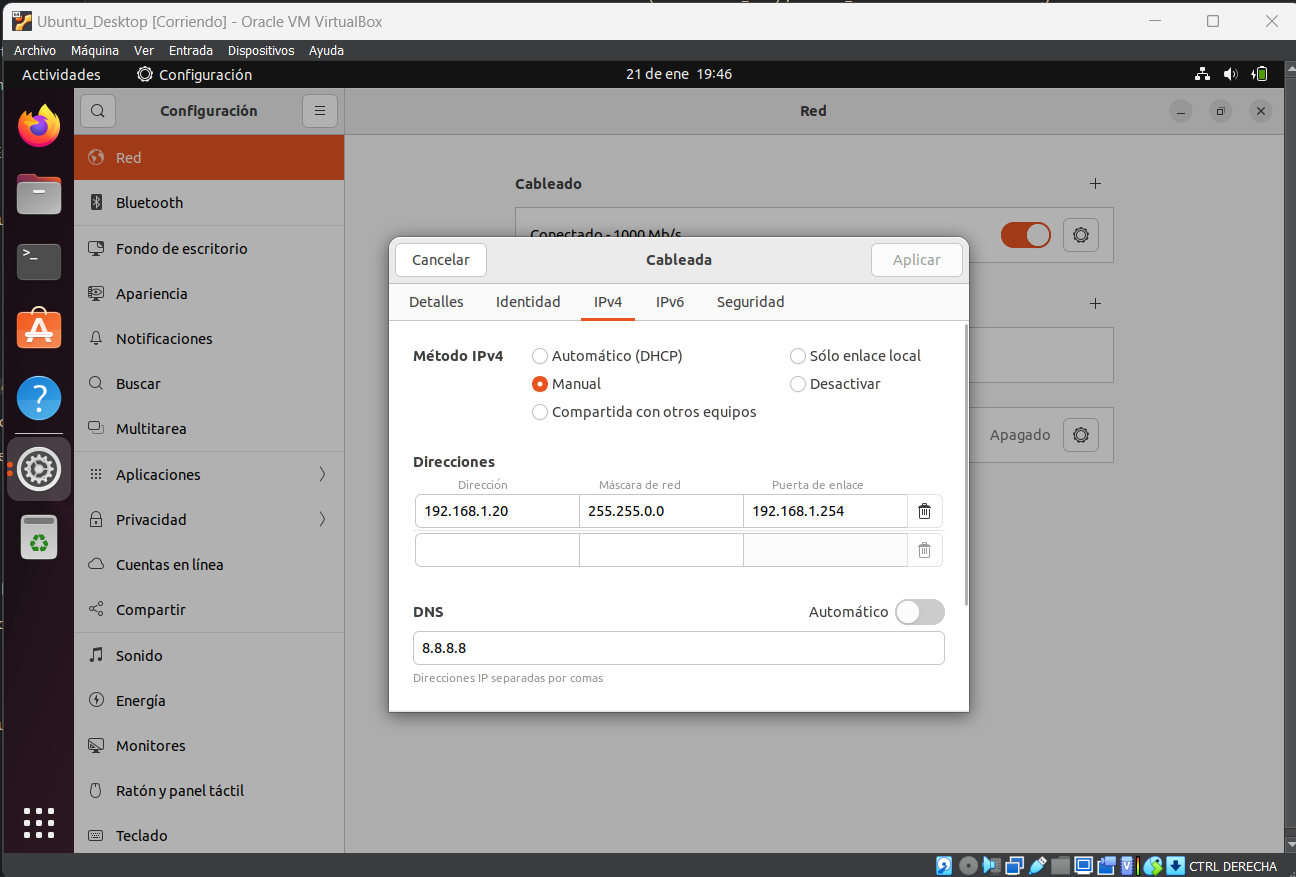 Ubuntu_Desktop [Corriendo] - Oracle VM VirtualBox
Archivo Máquina Ver Entrada Dispositivos Ayuda
Actividades Configuración 21 de ene 19:46
Configuración Red
Red
Bluetooth
Fondo de escritorio
Apariencia
Notificaciones
Buscar
Multitarea
Aplicaciones
Privacidad
Cuentas en línea
Compartir
Sonido
Energía
Monitores
Ratón y panel táctil
Teclado
Cableado
Conectado - 1000 Mb/s
Apagado
Cancelar Cableada Aplicar
Detalles Identidad IPv4 IPv6 Seguridad
Método IPv4 Automático (DHCP) Sólo enlace local
Manual Desactivar
Compartida con otros equipos
Direcciones
Dirección Máscara de red Puerta de enlace
192.168.1.20 255.255.0.0 192.168.1.254
DNS Automático
8.8.8.8
Direcciones IP separadas por comas
CTRL DERECHA